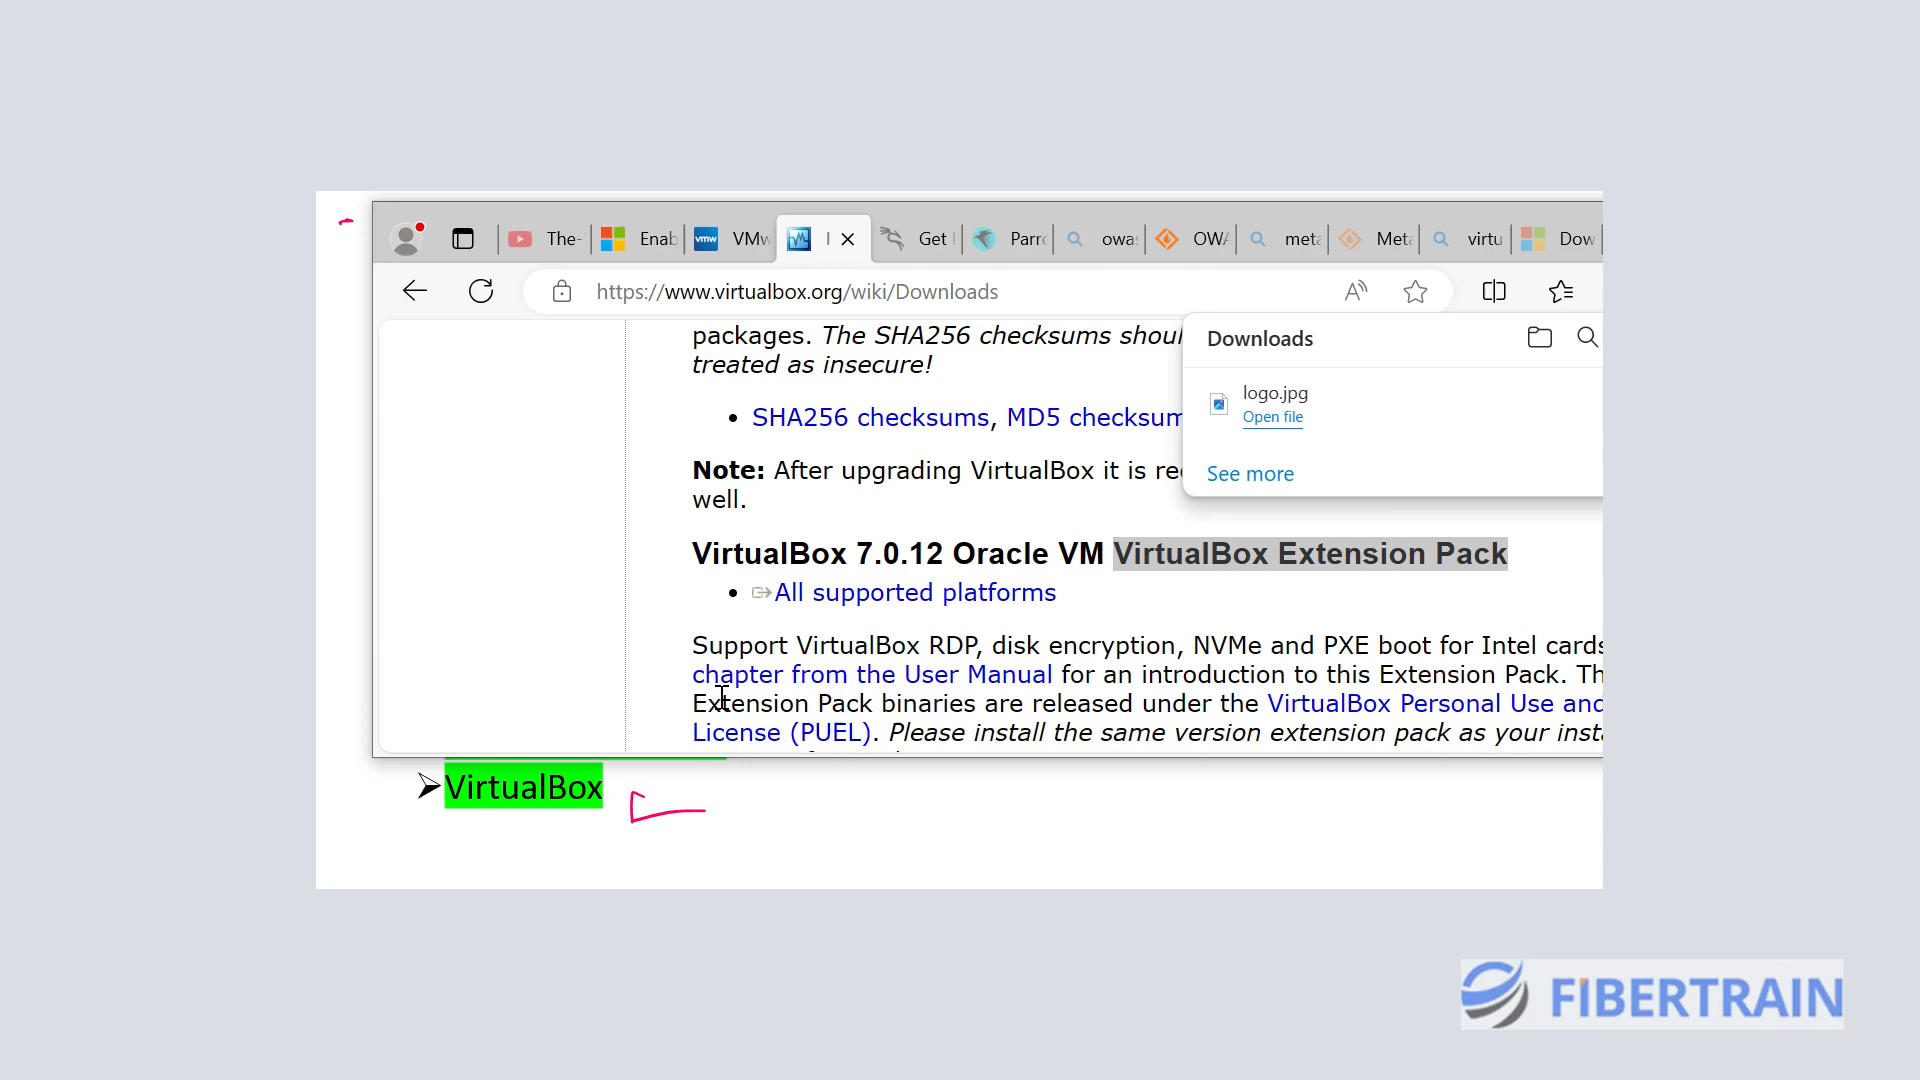 The-
Enab
VMw
Get
Parr
owa
OWA
meta
Meta
virtu
Dow
https://www.virtualbox.org/wiki/Downloads
packages. The SHA256 checksums shoul
treated as insecure!
Downloads
logo.jpg
Open file
See more
SHA256 checksums, MD5 checksum
Note: After upgrading VirtualBox it is re
well.
VirtualBox 7.0.12 Oracle VM VirtualBox Extension Pack
All supported platforms
Support VirtualBox RDP, disk encryption, NVMe and PXE boot for Intel cards
chapter from the User Manual for an introduction to this Extension Pack. Th
Extension Pack binaries are released under the VirtualBox Personal Use and
License (PUEL). Please install the same version extension pack as your insta
VirtualBox
FIBERTRAIN